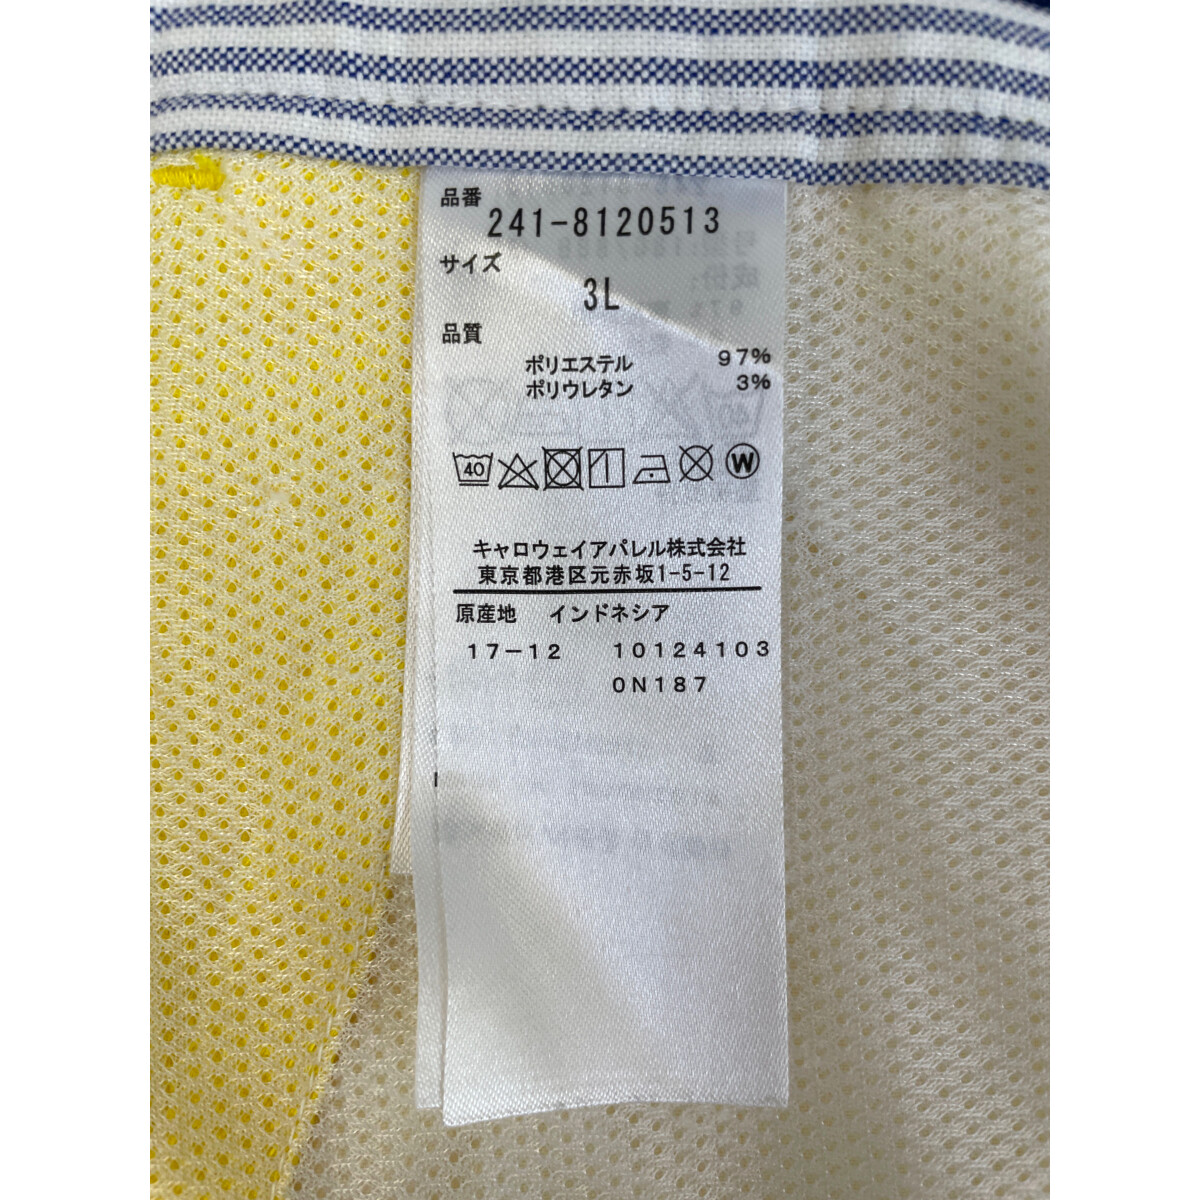 品番
241-8120513
サイズ
3L
品質
ポリエステル 97%
ポリウレタン 3%
40 W
キャロウェイアパレル株式会社
東京都港区元赤坂1-5-12
原産地 インドネシア
17-12 10124103
0N187